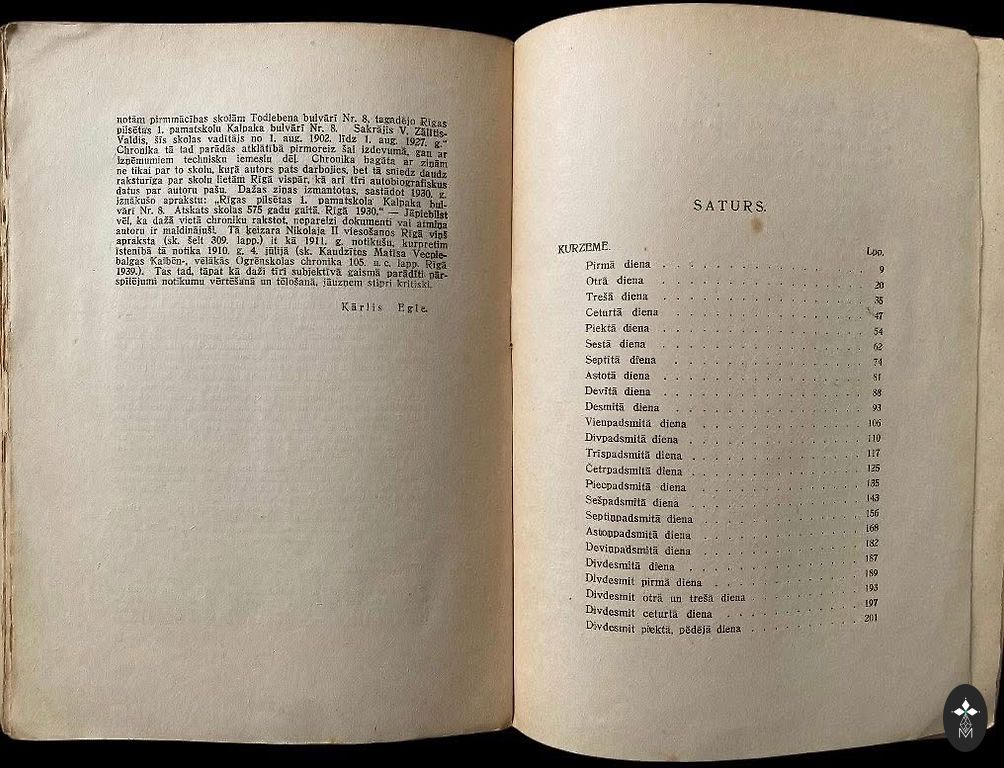 notām pirmmācības skolām Todlebena bulvārī Nr. 8, tagadējo Rīgas
pilsētas 1. pamatskolu Kalpaka bulvārī Nr. 8. Sakrājis V. Zālītis-
Valdis, šīs skolas vadītājs no 1. aug. 1902. līdz 1. aug. 1927. g.“
Chronika tā tad parādās atklātībā pirmoreiz šai izdevumā, gan ar
izņēmumiem technisku iemeslu dēļ. Chronika bagāta ar ziņām
ne tikai par to skolu, kuŗā autors pats darbojies, bet tā sniedz daudz
raksturīga par skolu lietām Rīgā vispār, kā arī tīri autobiografiskus
datus par autoru pašu. Dažas ziņas izmantotas, sastādot 1930. g.
iznākušo aprakstu: „Rīgas pilsētas 1. pamatskola Kalpaka bul-
vārī Nr. 8. Atskats skolas 575 gadu gaitā. Rīgā 1930.“ — Jāpiebilst
vēl, ka dažā vietā chroniku rakstot, nepareizi dokumenti vai atmiņa
autoru ir maldinājuši. Tā ķeizara Nikolaja II viesošanos Rīgā viņš
apraksta (sk. šeit 309. lapp.) it kā 1911. g. notikušu, kurpretim
īstenībā tā notika 1910. g. 4. jūlijā (sk. Kaudzītes Matīsa Vecpie-
balgas Kalbēn-, vēlākās Ogrēnskolas chronika 105. u. c. lapp. Rīgā
1939.). Tas tad, tāpat kā daži tīri subjektīvā gaismā parādīti pār-
spīlējumi notikumu vērtēšanā un tēlošanā, jāuzņem stipri kritiski.
Kārlis Egle.
SATURS.
KURZEMĒ. Lpp.
Pirmā diena . . . 9
Otrā diena . . . 20
Trešā diena . . . 35
Ceturtā diena . . . 47
Piektā diena . . . 54
Sestā diena . . . 62
Septītā diena . . . 74
Astotā diena . . . 81
Devītā diena . . . 88
Desmitā diena . . . 93
Vienpadsmitā diena . . . 106
Divpadsmitā diena . . . 110
Trīspadsmitā diena . . . 117
Četrpadsmitā diena . . . 125
Piecpadsmitā diena . . . 135
Sešpadsmitā diena . . . 143
Septiņpadsmitā diena . . . 156
Astoņpadsmitā diena . . . 168
Deviņpadsmitā diena . . . 182
Divdesmitā diena . . . 187
Divdesmit pirmā diena . . . 189
Divdesmit otrā un trešā diena . . . 193
Divdesmit ceturtā diena . . . 197
Divdesmit piektā, pēdējā diena . . . 201
M